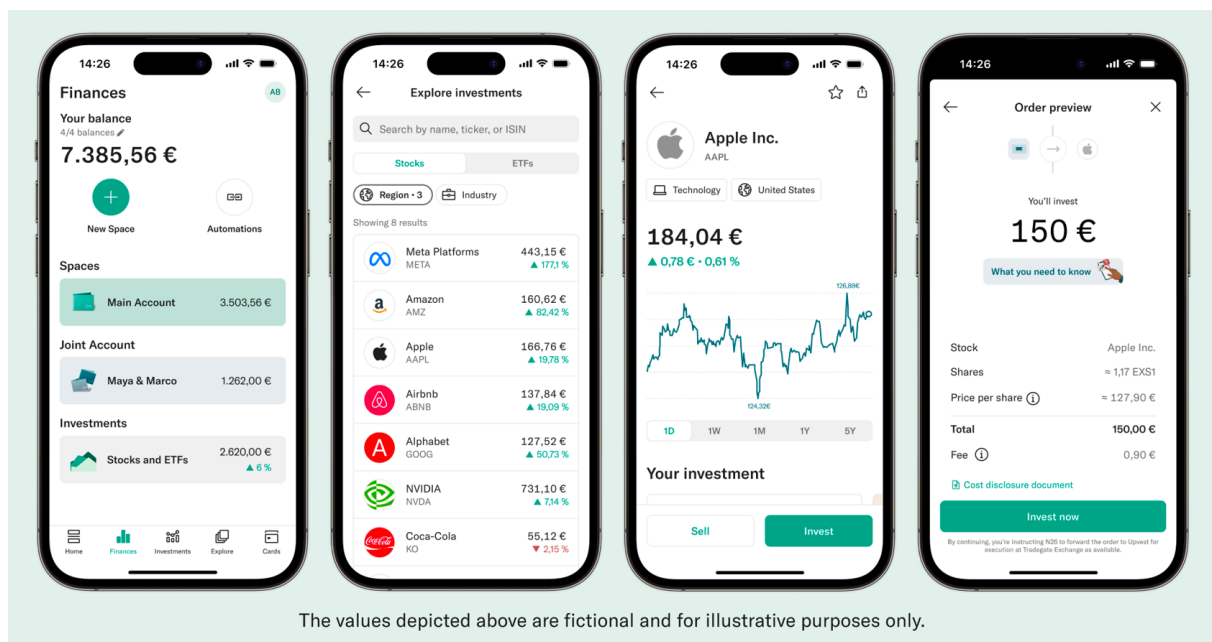 14:26
Finances
AB
Your balance
4/4 balances
7.385,56 €
New Space
Automations
Spaces
Main Account 3.503,56 €
Joint Account
Maya & Marco 1.262,00 €
Investments
Stocks and ETFs 2.620,00 €
▲ 6 %
Home Finances Investments Explore Cards
14:26
Explore investments
Search by name, ticker, or ISIN
Stocks ETFs
Region • 3 Industry
Showing 8 results
Meta Platforms 443,15 €
META ▲ 177,1 %
a
Amazon 160,62 €
AMZ ▲ 82,42 %
Apple 166,76 €
AAPL ▲ 19,78 %
Airbnb 137,84 €
ABNB ▲ 19,09 %
A
Alphabet 127,52 €
GOOG ▲ 50,73 %
NVIDIA 731,10 €
NVDA ▲ 7,14 %
Coca-Cola
Coca-Cola 55,12 €
KO ▼ 2,15 %
14:26
Apple Inc.
AAPL
Technology United States
184,04 €
▲ 0,78 € • 0,61 %
126,88€
124,32€
1D 1W 1M 1Y 5Y
Your investment
Sell Invest
14:26
Order preview
You'll invest
150 €
What you need to know
Stock Apple Inc.
Shares ≈ 1,17 EXS1
Price per share ≈ 127,90 €
Total 150,00 €
Fee 0,90 €
Cost disclosure document
Invest now
By continuing, you're instructing N26 to forward the order to Upvest for
execution at Tradegate Exchange as available.
The values depicted above are fictional and for illustrative purposes only.